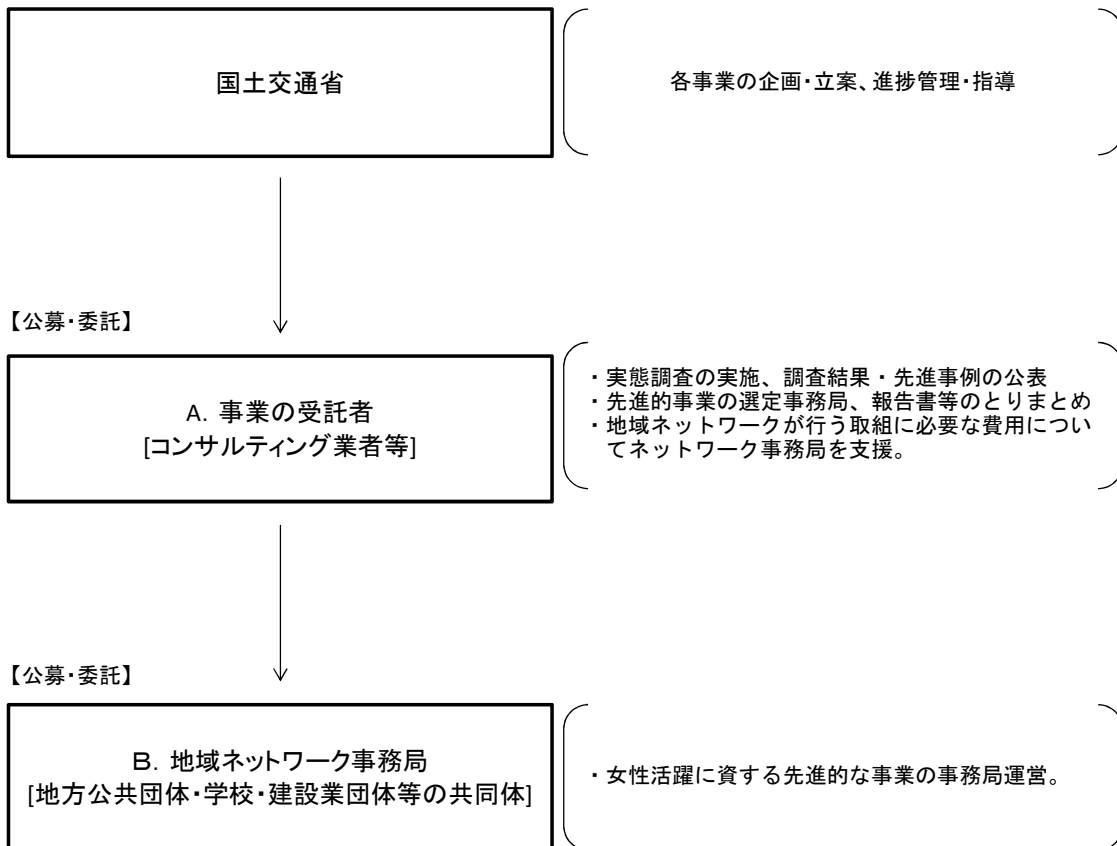 国土交通省
各事業の企画・立案、進捗管理・指導
【公募・委託】
A. 事業の受託者
[コンサルティング業者等]
・実態調査の実施、調査結果・先進事例の公表
・先進的事業の選定事務局、報告書等のとりまとめ
・地域ネットワークが行う取組に必要な費用につい
てネットワーク事務局を支援。
【公募・委託】
B. 地域ネットワーク事務局
[地方公共団体・学校・建設業団体等の共同体]
・女性活躍に資する先進的な事業の事務局運営。